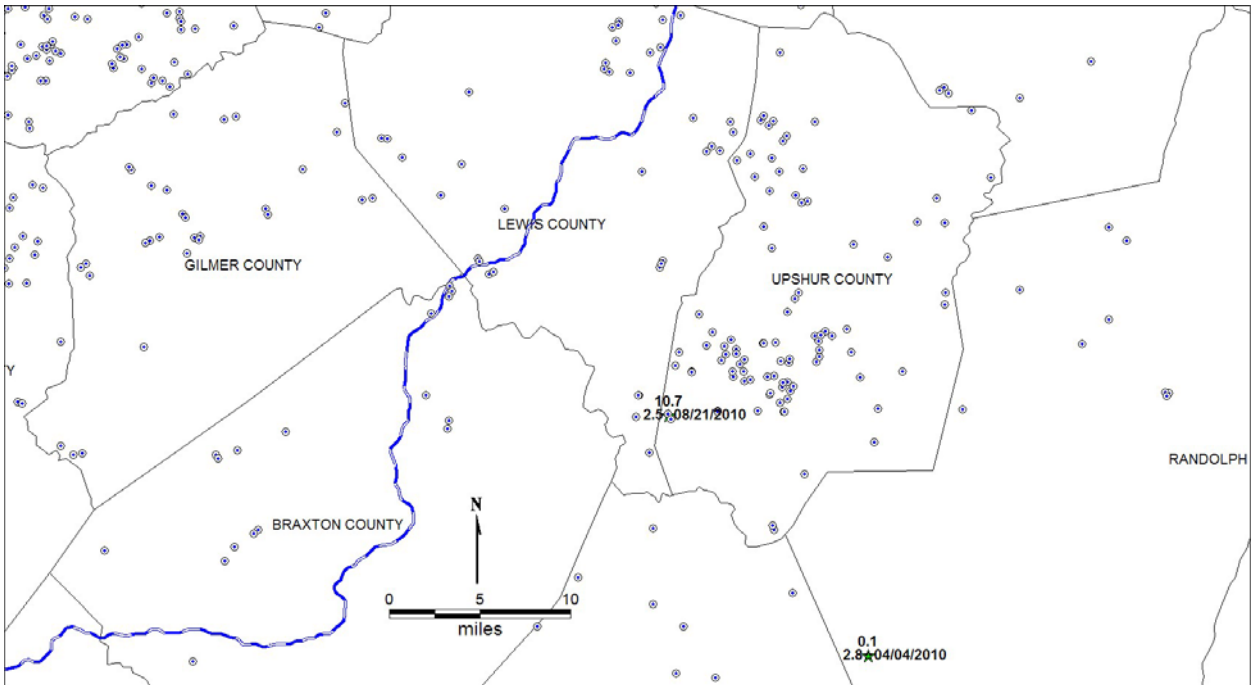 LEWIS COUNTY
GILMER COUNTY
UPSHUR COUNTY
Y
10.7
2.5 08/21/2010
RANDOLPH
N
BRAXTON COUNTY
0 5 10
miles
0.1
2.8 04/04/2010